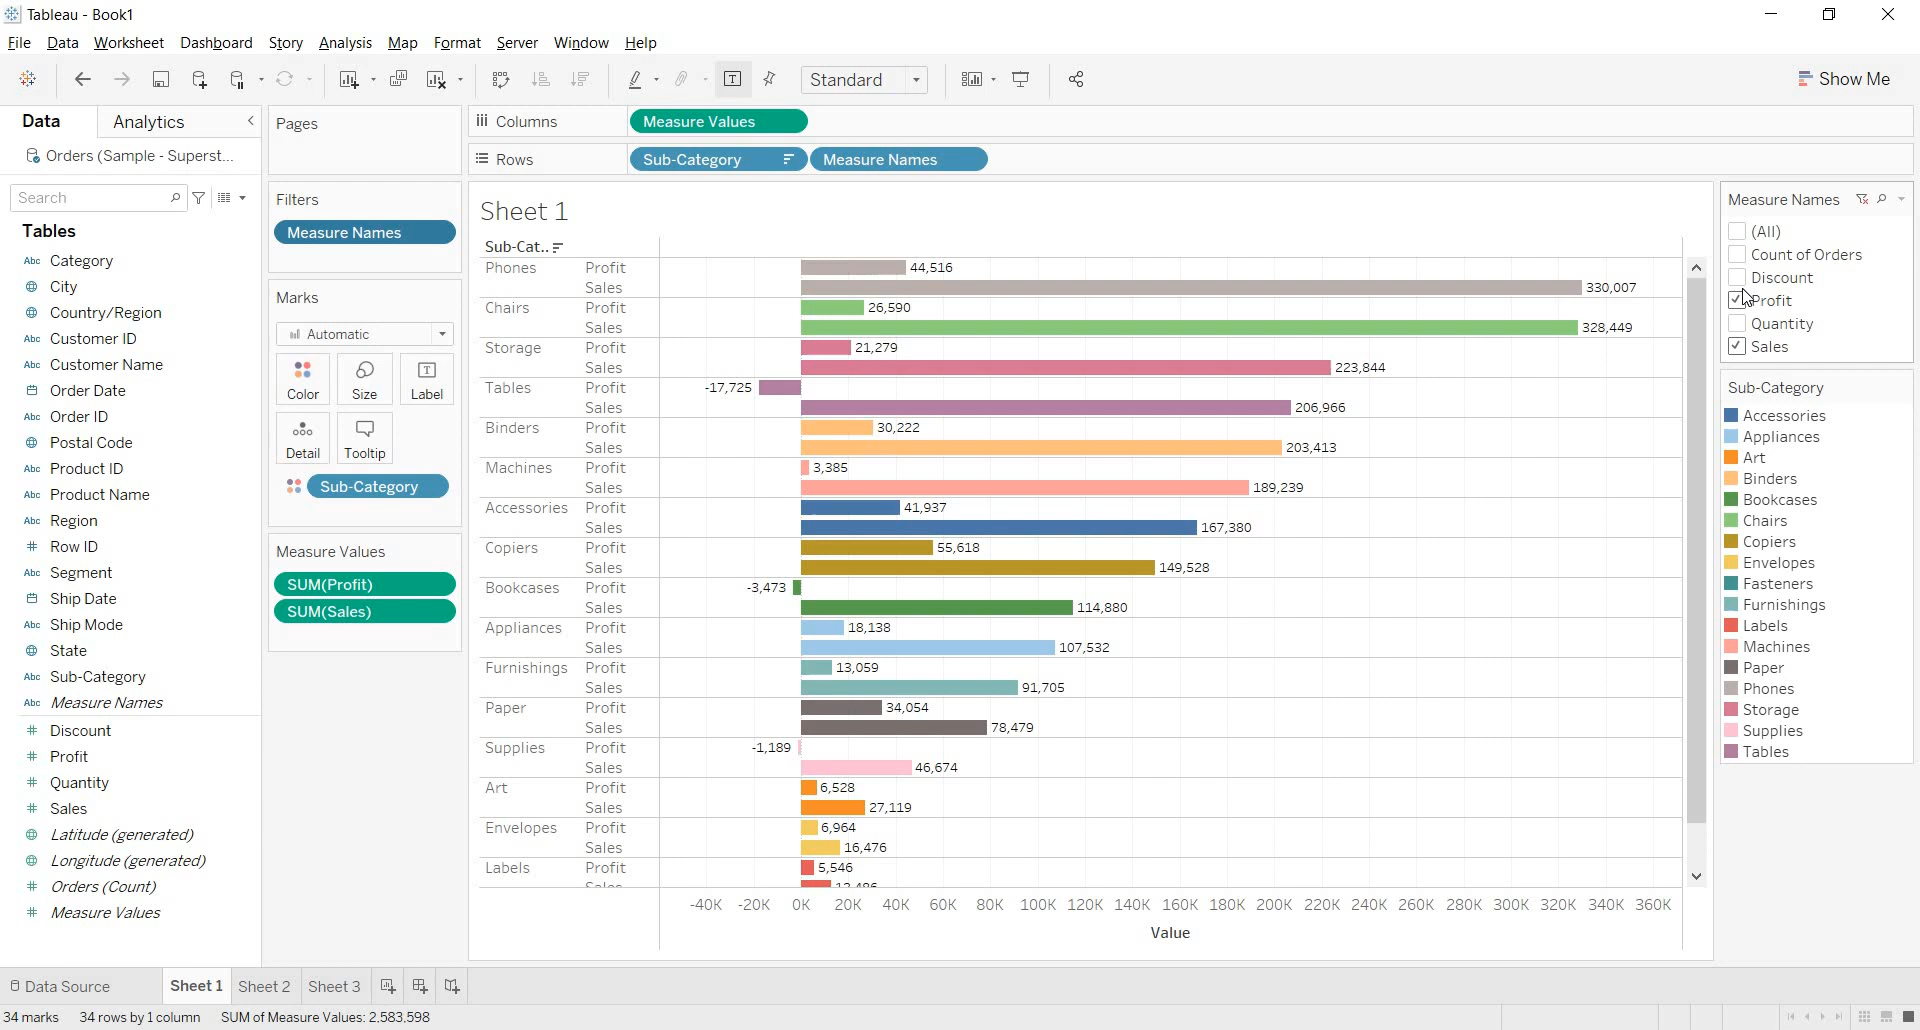 Tableau - Book1
File Data Worksheet Dashboard Story Analysis Map Format Server Window Help
Standard
Show Me
Data Analytics
Orders (Sample - Superst...
Search
Tables
Abc Category
City
Country/Region
Abc Customer ID
Abc Customer Name
Order Date
Abc Order ID
Postal Code
Abc Product ID
Abc Product Name
Abc Region
# Row ID
Abc Segment
Ship Date
Abc Ship Mode
State
Abc Sub-Category
Abc Measure Names
# Discount
# Profit
# Quantity
# Sales
Latitude (generated)
Longitude (generated)
# Orders (Count)
# Measure Values
Pages
Filters
Measure Names
Marks
Automatic
Color Size Label
Detail Tooltip
Sub-Category
Measure Values
SUM(Profit)
SUM(Sales)
Columns Measure Values
Rows Sub-Category Measure Names
Sheet 1
Sub-Cat..
Phones Profit 44,516
Sales 330,007
Chairs Profit 26,590
Sales 328,449
Storage Profit 21,279
Sales 223,844
Tables Profit -17,725
Sales 206,966
Binders Profit 30,222
Sales 203,413
Machines Profit 3,385
Sales 189,239
Accessories Profit 41,937
Sales 167,380
Copiers Profit 55,618
Sales 149,528
Bookcases Profit -3,473
Sales 114,880
Appliances Profit 18,138
Sales 107,532
Furnishings Profit 13,059
Sales 91,705
Paper Profit 34,054
Sales 78,479
Supplies Profit -1,189
Sales 46,674
Art Profit 6,528
Sales 27,119
Envelopes Profit 6,964
Sales 16,476
Labels Profit 5,546
Sales
-40K -20K 0K 20K 40K 60K 80K 100K 120K 140K 160K 180K 200K 220K 240K 260K 280K 300K 320K 340K 360K
Value
Measure Names
(All)
Count of Orders
Discount
Profit
Quantity
Sales
Sub-Category
Accessories
Appliances
Art
Binders
Bookcases
Chairs
Copiers
Envelopes
Fasteners
Furnishings
Labels
Machines
Paper
Phones
Storage
Supplies
Tables
Data Source Sheet 1 Sheet 2 Sheet 3
34 marks 34 rows by 1 column SUM of Measure Values: 2,583,598